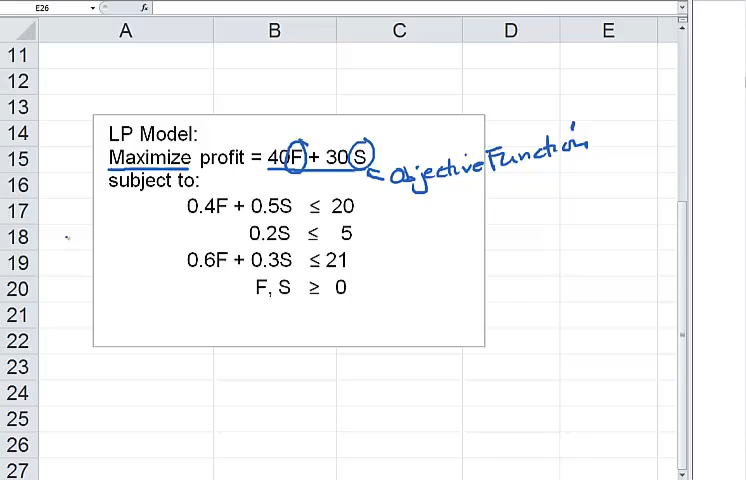 E26
fx
A B C D E
11
12
13
14 LP Model:
15 Maximize profit = 40F + 30S ← Objective Function
16 subject to:
17 0.4F + 0.5S ≤ 20
18 0.2S ≤ 5
19 0.6F + 0.3S ≤ 21
20 F, S ≥ 0
21
22
23
24
25
26
27